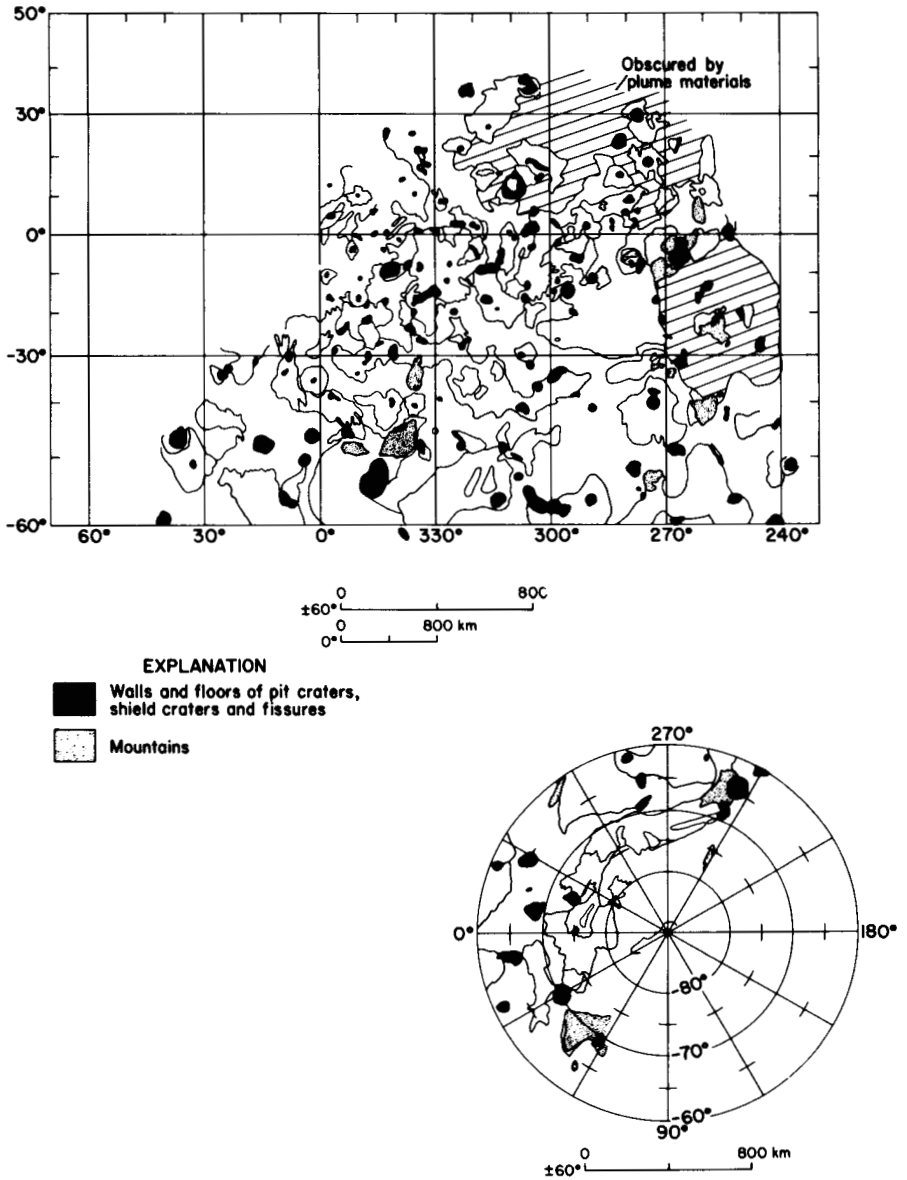 50°
Obscured by
plume materials
30°
0°
-30°
-60°
60° 30° 0° 330° 300° 270° 240°
0 800
±60°
0 800 km
0°
EXPLANATION
Walls and floors of pit craters,
shield craters and fissures
Mountains
270°
0° 180°
-80°
-70°
-60°
90°
0 800 km
±60°